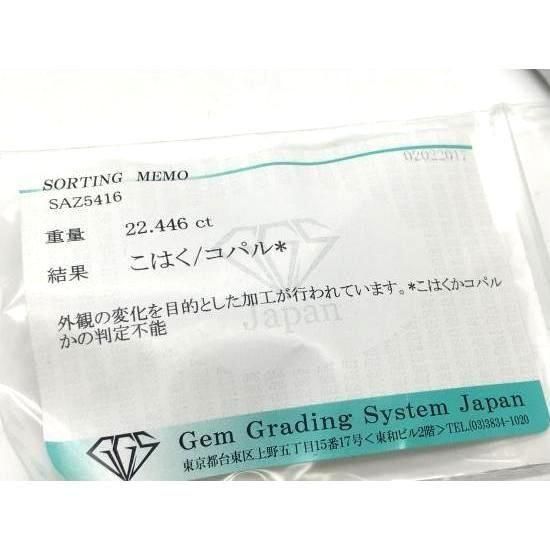 02022017
SORTING MEMO
SAZ5416
重量 22.446 ct
結果 こはく/コパル*
外観の変化を目的とした加工が行われています。*こはくかコパル
かの判定不能
GGS
Japan
GGS Gem Grading System Japan
東京都台東区上野五丁目15番17号＜東和ビル2階＞TEL.(03)3834-1020